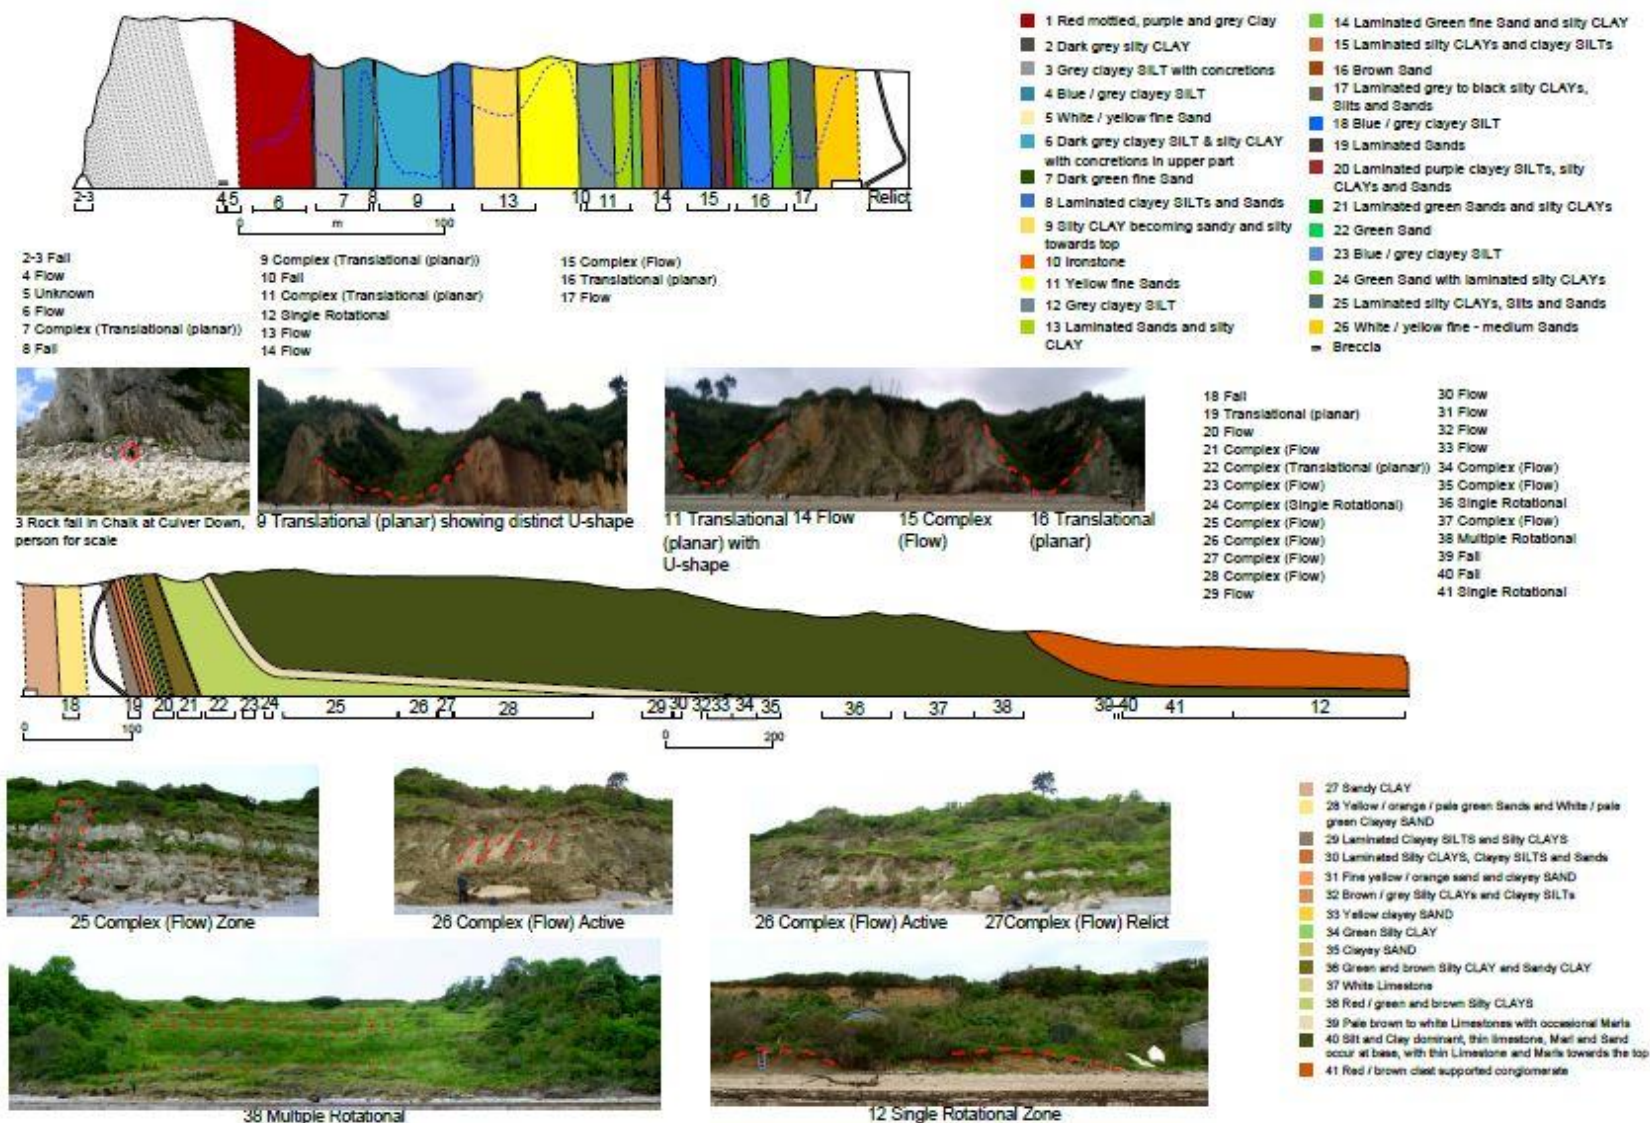 1 Red mottled, purple and grey Clay
2 Dark grey silty CLAY
3 Grey clayey SILT with concretions
4 Blue / grey clayey SILT
5 White / yellow fine Sand
6 Dark grey clayey SILT & silty CLAY
with concretions in upper part
7 Dark green fine Sand
8 Laminated clayey SILTs and Sands
9 Silty CLAY becoming sandy and silty
towards top
10 Ironstone
11 Yellow fine Sands
12 Grey clayey SILT
13 Laminated Sands and silty
CLAY
14 Laminated Green fine Sand and silty CLAY
15 Laminated silty CLAYs and clayey SILTs
16 Brown Sand
17 Laminated grey to black silty CLAYs,
Silts and Sands
18 Blue / grey clayey SILT
19 Laminated Sands
20 Laminated purple clayey SILTs, silty
CLAYs and Sands
21 Laminated green Sands and silty CLAYs
22 Green Sand
23 Blue / grey clayey SILT
24 Green Sand with laminated silty CLAYs
25 Laminated silty CLAYs, Silts and Sands
26 White / yellow fine - medium Sands
Breccia
2-3 4 5 6 7 8 9 13 10 11 14 15 16 17 Relict
0 m 100
2-3 Fall
4 Flow
5 Unknown
6 Flow
7 Complex (Translational (planar))
8 Fall
9 Complex (Translational (planar))
10 Fall
11 Complex (Translational (planar)
12 Single Rotational
13 Flow
14 Flow
15 Complex (Flow)
16 Translational (planar)
17 Flow
3 Rock fall in Chalk at Culver Down,
person for scale
9 Translational (planar) showing distinct U-shape
11 Translational
(planar) with
U-shape
14 Flow
15 Complex
(Flow)
16 Translational
(planar)
18 Fall
19 Translational (planar)
20 Flow
21 Complex (Flow
22 Complex (Translational (planar))
23 Complex (Flow)
24 Complex (Single Rotational)
25 Complex (Flow)
26 Complex (Flow)
27 Complex (Flow)
28 Complex (Flow)
29 Flow
30 Flow
31 Flow
32 Flow
33 Flow
34 Complex (Flow)
35 Complex (Flow)
36 Single Rotational
37 Complex (Flow)
38 Multiple Rotational
39 Fall
40 Fall
41 Single Rotational
18 19 20 21 22 23 24 25 26 27 28 29 30 32 33 34 35 36 37 38 39 40 41 12
0 100
0 200
25 Complex (Flow) Zone
26 Complex (Flow) Active
26 Complex (Flow) Active
27Complex (Flow) Relict
38 Multiple Rotational
12 Single Rotational Zone
27 Sandy CLAY
28 Yellow / orange / pale green Sands and White / pale
green Clayey SAND
29 Laminated Clayey SILTS and Silty CLAYS
30 Laminated Silty CLAYS, Clayey SILTS and Sands
31 Fine yellow / orange sand and clayey SAND
32 Brown / grey Silty CLAYs and Clayey SILTs
33 Yellow clayey SAND
34 Green Silty CLAY
35 Clayey SAND
36 Green and brown Silty CLAY and Sandy CLAY
37 White Limestone
38 Red / green and brown Silty CLAYS
39 Pale brown to white Limestones with occasional Marls
40 Silt and Clay dominant, thin limestone, Marl and Sand
occur at base, with thin Limestone and Marls towards the top
41 Red / brown clast supported conglomerate